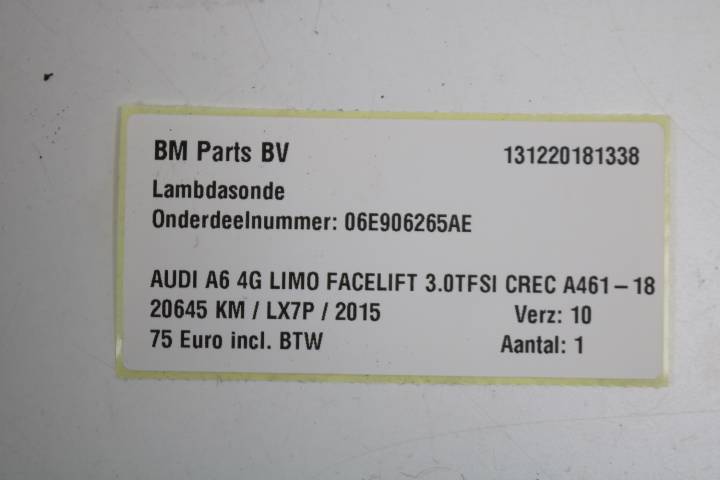 BM Parts BV 131220181338
Lambdasonde
Onderdeelnummer: 06E906265AE
AUDI A6 4G LIMO FACELIFT 3.0TFSI CREC A461-18
20645 KM / LX7P / 2015 Verz: 10
75 Euro incl. BTW Aantal: 1